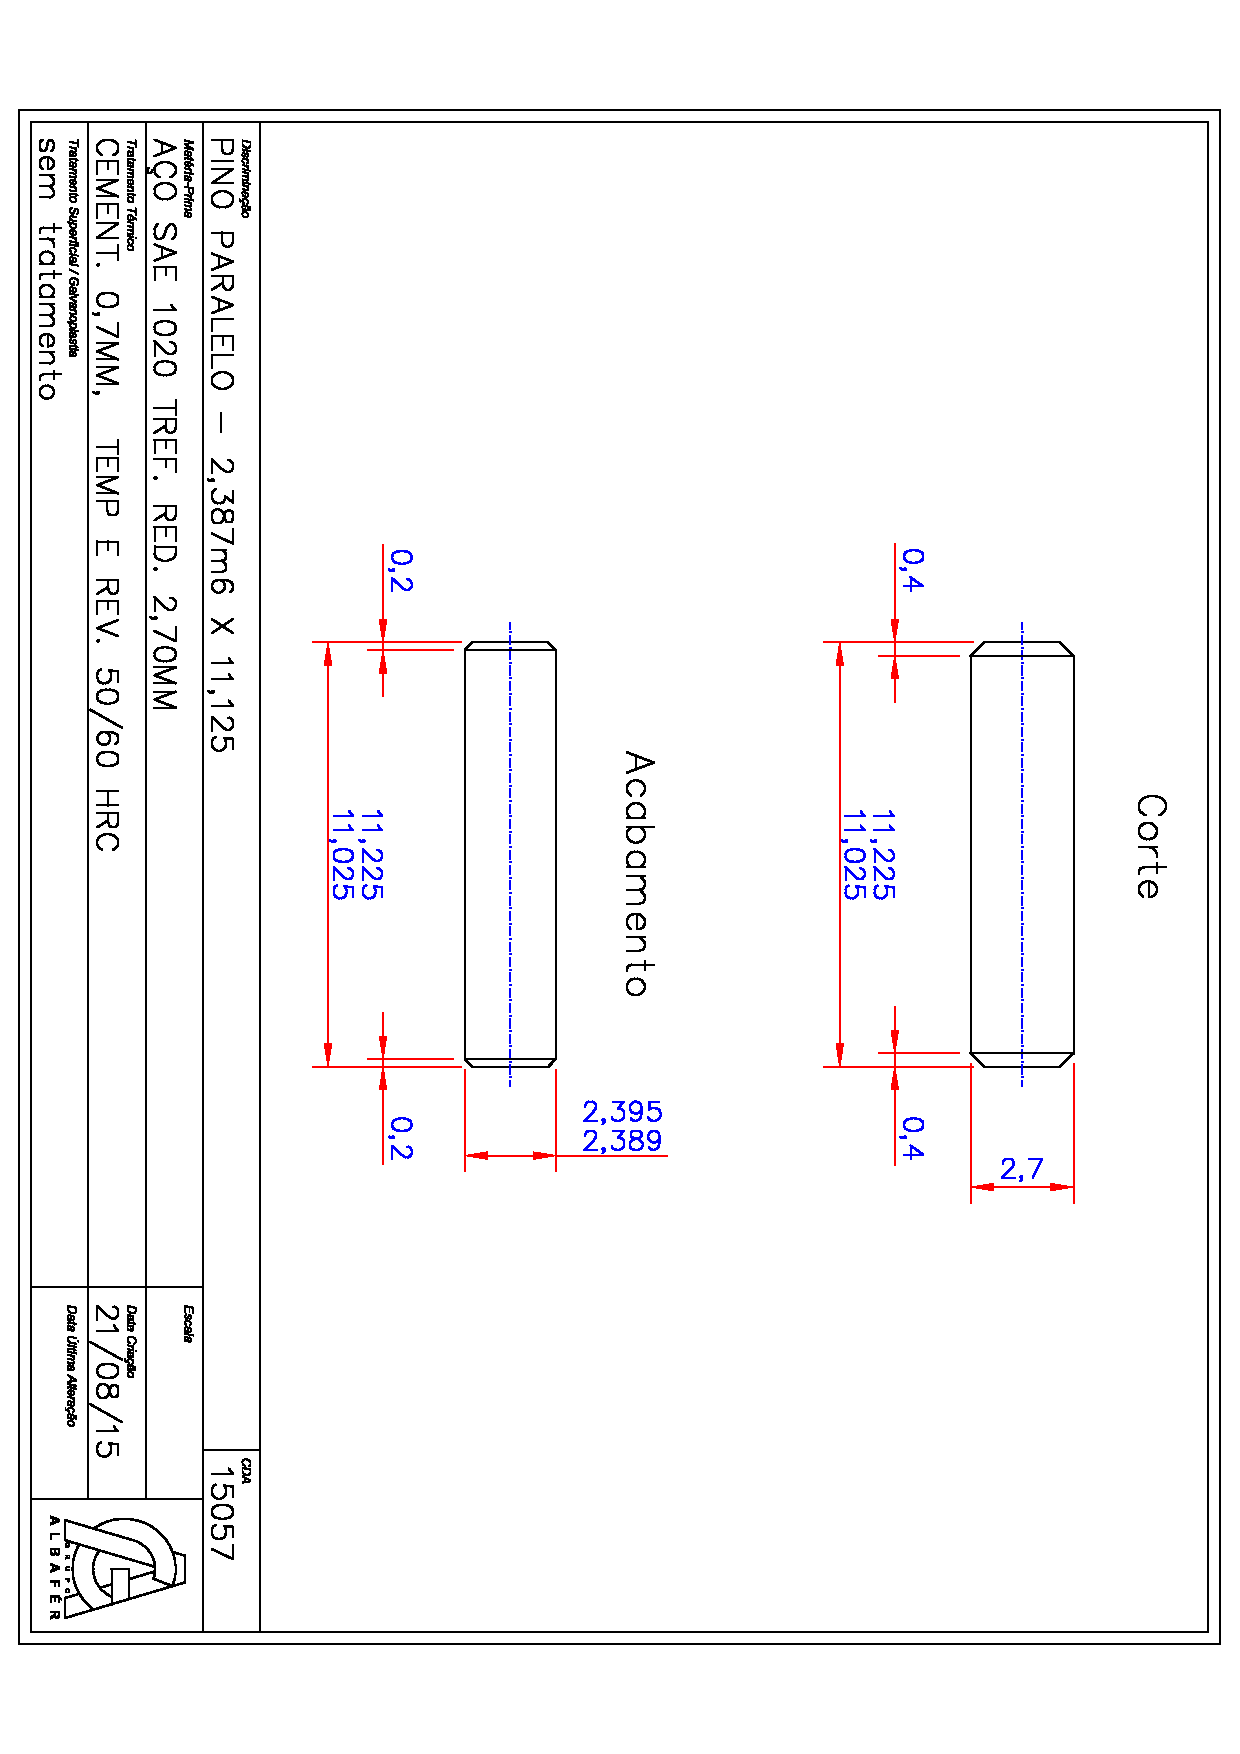 Corte
0,4
11,225
11,025
0,4
2,7
Acabamento
0,2
11,225
11,025
0,2
2,395
2,389
Discriminação
PINO PARALELO - 2,387m6 X 11,125
CDA
15057
Matéria-Prima
AÇO SAE 1020 TREF. RED. 2,70MM
Escala
Tratamento Térmico
CEMENT. 0,7MM, TEMP E REV. 50/60 HRC
Data Criação
21/08/15
Tratamento Superficial / Galvanoplastia
sem tratamento
Data Última Alteração
GRUPO
ALBAFÉR